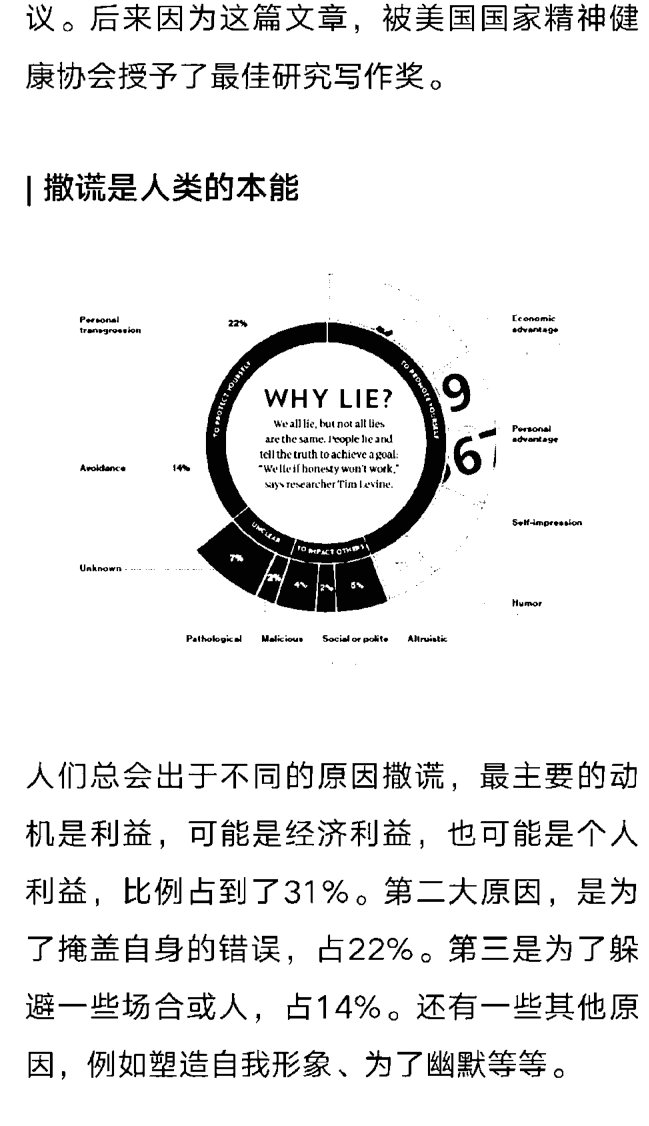 议。后来因为这篇文章，被美国国家精神健
康协会授予了最佳研究写作奖。
| 撒谎是人类的本能
Personal
transgression
22%
Economic
advantage
TO PROTECT YOURSELF
TO PROMOTE YOURSELF
WHY LIE?
We all lie, but not all lies
are the same. People lie and
tell the truth to achieve a goal:
"We lie if honesty won't work,"
says researcher Tim Levine.
9
67
Personal
advantage
Avoidance
14%
Self-impression
UNCLEAR
TO IMPACT OTHERS
Unknown
7%
2%
4%
2%
5%
Humor
Pathological
Malicious
Social or polite
Altruistic
人们总会出于不同的原因撒谎，最主要的动
机是利益，可能是经济利益，也可能是个人
利益，比例占到了31%。第二大原因，是为
了掩盖自身的错误，占22%。第三是为了躲
避一些场合或人，占14%。还有一些其他原
因，例如塑造自我形象、为了幽默等等。